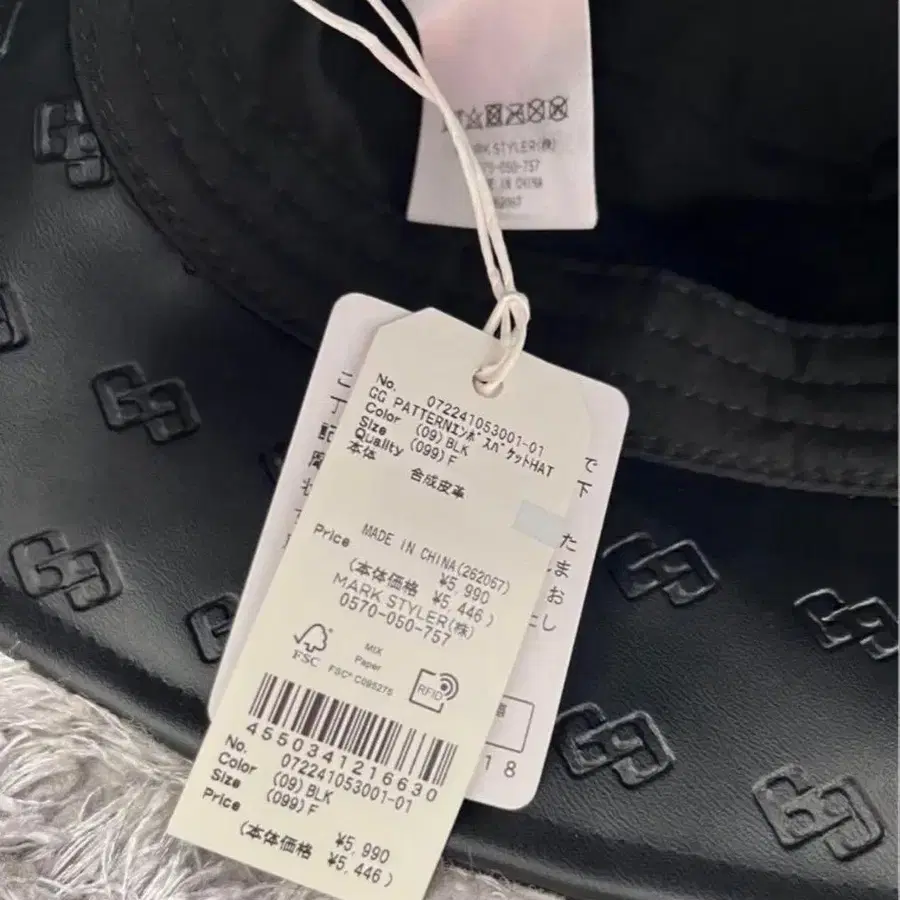 MARK STYLER(株)
0570-050-757
MADE IN CHINA
262067
No. 072241053001-01
GG PATTERNエンボスバケットHAT
Color (09)BLK
Size (099)F
Quality
本体 合成皮革
MADE IN CHINA(262067)
Price ¥5,990
(本体価格 ¥5,446)
MARK STYLER(株)
0570-050-757
FSC
MIX
Paper
FSC® C095275
RFID
4550341216630
No. 072241053001-01
Color (09)BLK
Size (099)F
Price ¥5,990
(本体価格 ¥5,446)
18